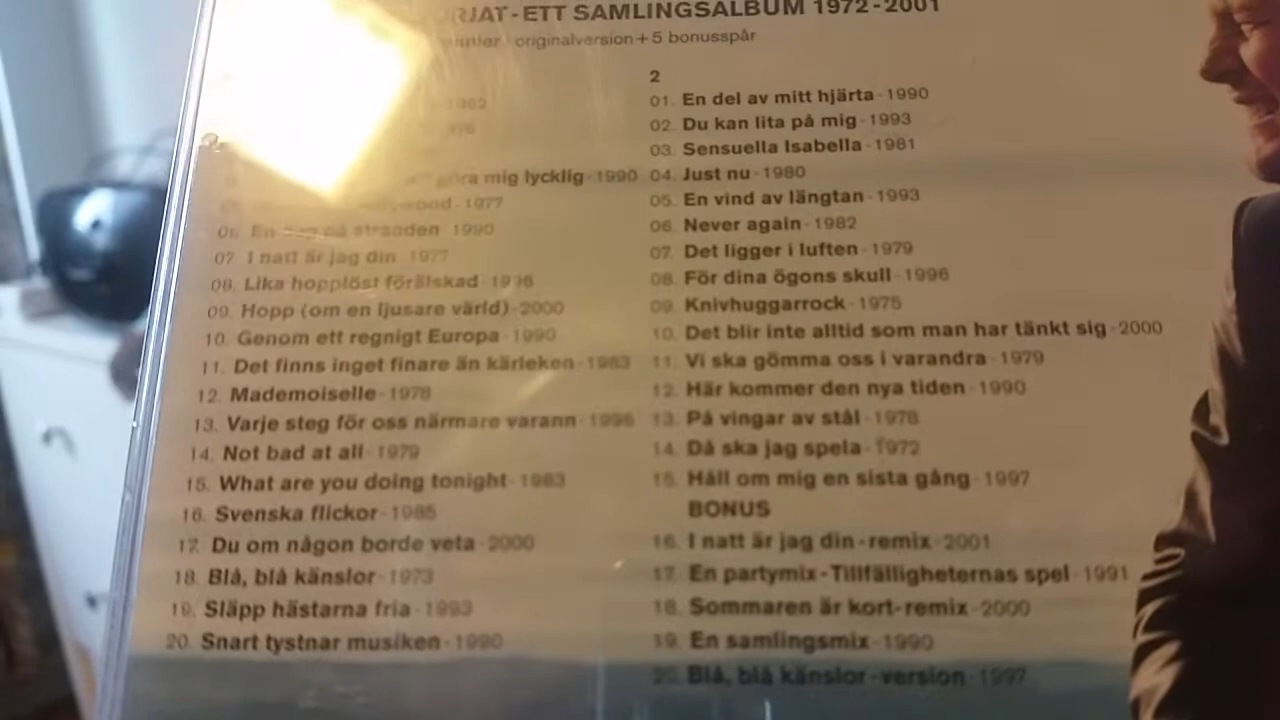 - ETT SAMLINGSALBUM 1972 - 2001
originalversion + 5 bonusspår
1982
göra mig lycklig · 1990
1977
06. En dag på stranden 1990
07. I natt är jag din 1977
08. Lika hopplöst förälskad · 1996
09. Hopp (om en ljusare värld) · 2000
10. Genom ett regnigt Europa · 1990
11. Det finns inget finare än kärleken · 1983
12. Mademoiselle · 1978
13. Varje steg för oss närmare varann · 1996
14. Not bad at all · 1979
15. What are you doing tonight · 1983
16. Svenska flickor · 1985
17. Du om någon borde veta · 2000
18. Blå, blå känslor · 1973
19. Släpp hästarna fria · 1993
20. Snart tystnar musiken · 1990
2
01. En del av mitt hjärta · 1990
02. Du kan lita på mig · 1993
03. Sensuella Isabella · 1981
04. Just nu · 1980
05. En vind av längtan · 1993
06. Never again · 1982
07. Det ligger i luften · 1979
08. För dina ögons skull · 1996
09. Knivhuggarrock · 1975
10. Det blir inte alltid som man har tänkt sig · 2000
11. Vi ska gömma oss i varandra · 1979
12. Här kommer den nya tiden · 1990
13. På vingar av stål · 1978
14. Då ska jag spela · 1972
15. Håll om mig en sista gång · 1997
BONUS
16. I natt är jag din - remix · 2001
17. En partymix - Tillfälligheternas spel · 1991
18. Sommaren är kort - remix · 2000
19. En samlingsmix · 1990
20. Blå, blå känslor - version · 1997